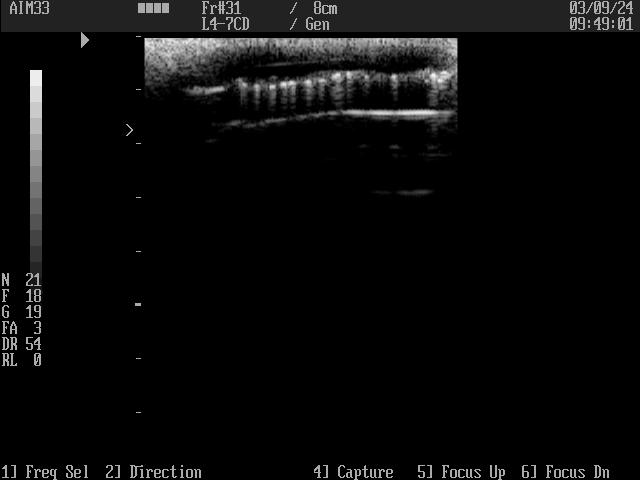 AIM33 Fr#31 / 8cm 03/09/24
L4-7CD / Gen 09:49:01
N 21
F 18
G 19
FA 3
DR 54
RL 0
1] Freq Sel 2] Direction 4] Capture 5] Focus Up 6] Focus Dn